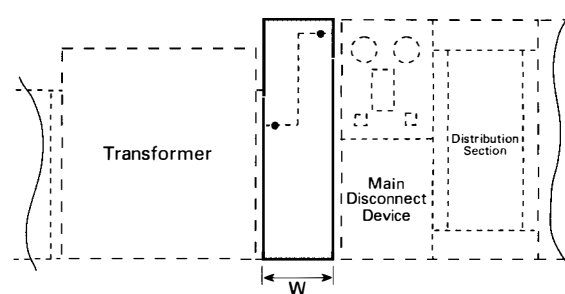 Transformer
Main
Disconnect
Device
Distribution
Section
W